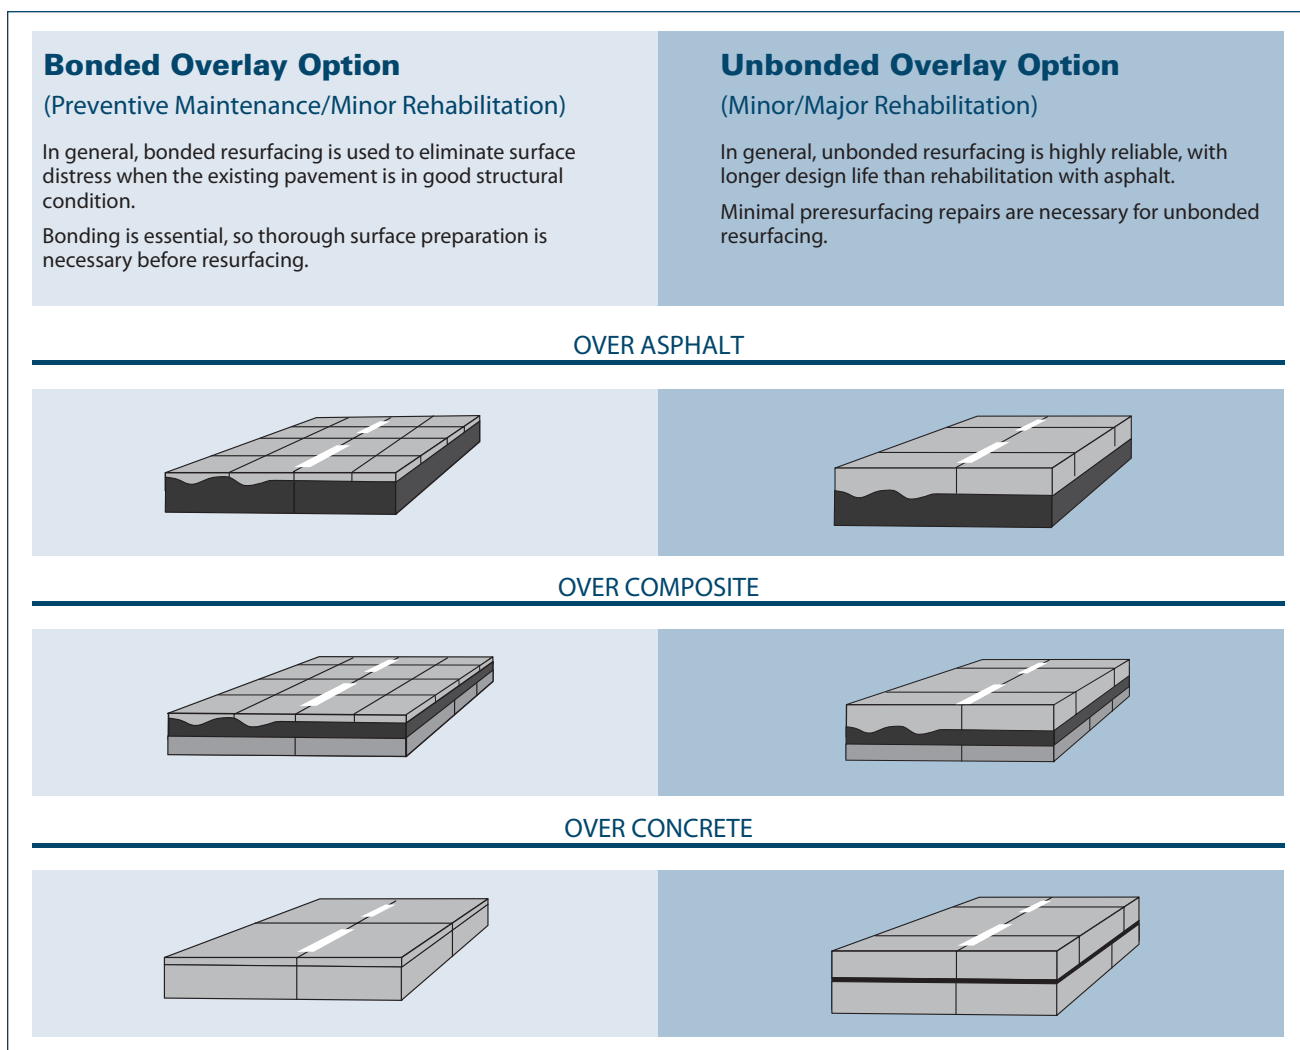 Bonded Overlay Option
(Preventive Maintenance/Minor Rehabilitation)
In general, bonded resurfacing is used to eliminate surface
distress when the existing pavement is in good structural
condition.
Bonding is essential, so thorough surface preparation is
necessary before resurfacing.
Unbonded Overlay Option
(Minor/Major Rehabilitation)
In general, unbonded resurfacing is highly reliable, with
longer design life than rehabilitation with asphalt.
Minimal preresurfacing repairs are necessary for unbonded
resurfacing.
OVER ASPHALT
OVER COMPOSITE
OVER CONCRETE